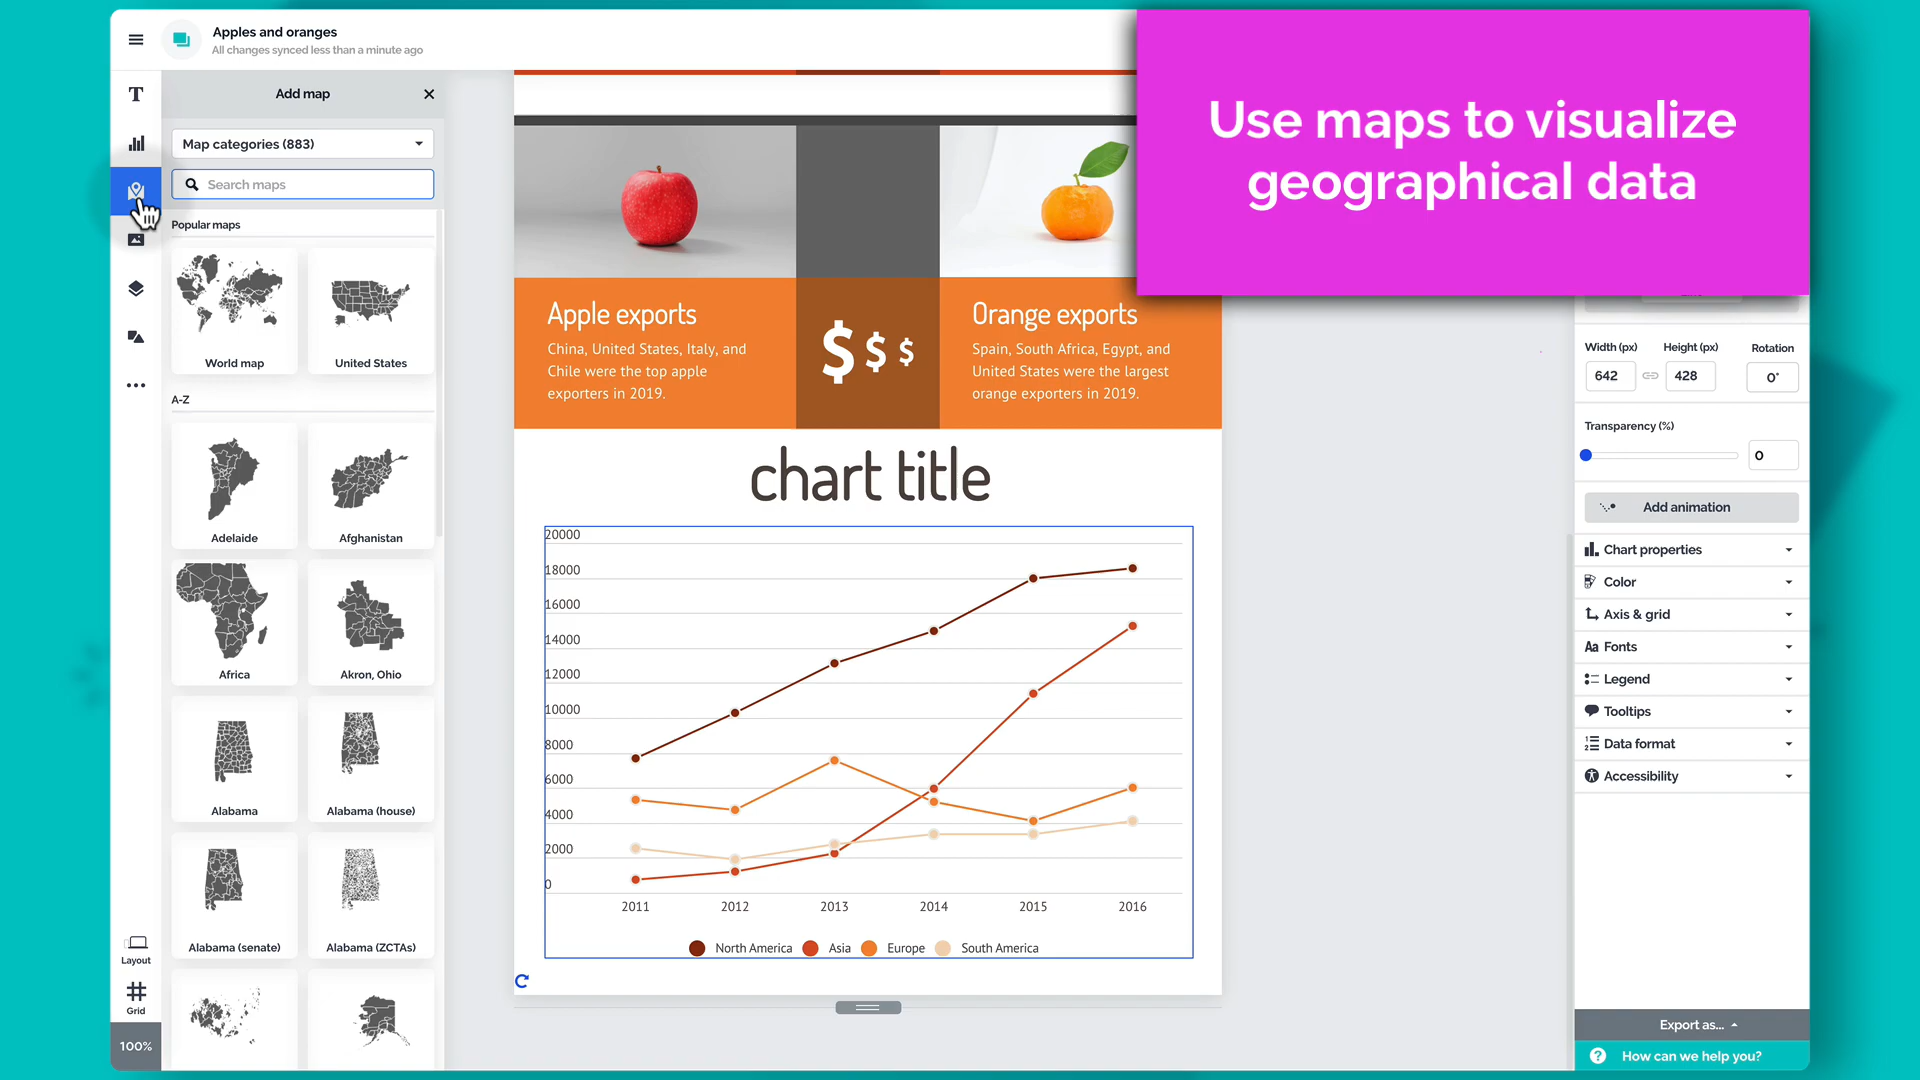 Apples and oranges
All changes synced less than a minute ago
Use maps to visualize
geographical data
Add map
Map categories (883)
Search maps
Popular maps
World map
United States
A-Z
Adelaide
Afghanistan
Africa
Akron, Ohio
Alabama
Alabama (house)
Alabama (senate)
Alabama (ZCTAs)
Layout
Grid
100%
Apple exports
China, United States, Italy, and
Chile were the top apple
exporters in 2019.
$ $ $
Orange exports
Spain, South Africa, Egypt, and
United States were the largest
orange exporters in 2019.
chart title
20000
18000
16000
14000
12000
10000
8000
6000
4000
2000
0
2011 2012 2013 2014 2015 2016
North America Asia Europe South America
Width (px) Height (px) Rotation
642 428 0°
Transparency (%)
0
Add animation
Chart properties
Color
Axis & grid
Aa Fonts
Legend
Tooltips
Data format
Accessibility
Export as...
? How can we help you?